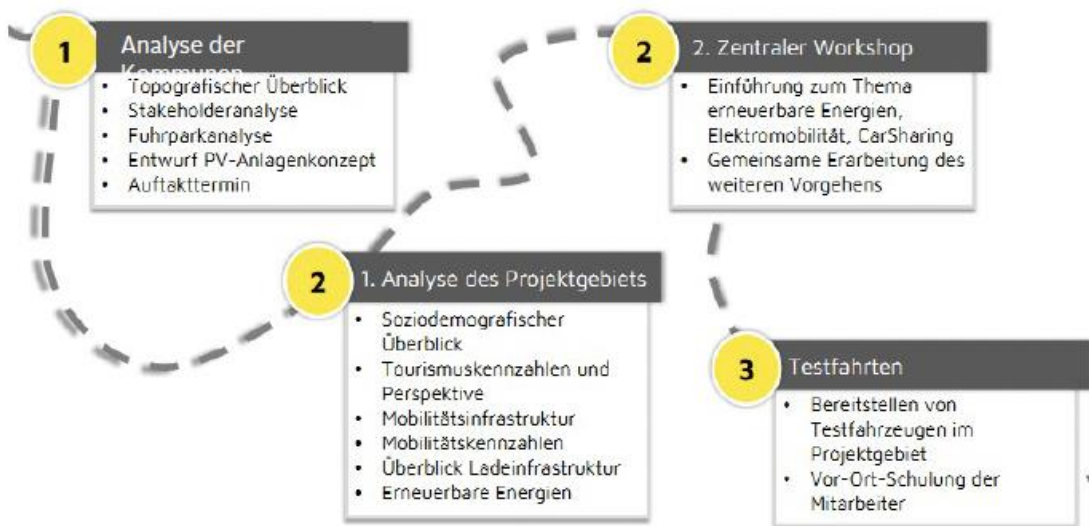 1
Analyse der
Kommunen
• Topografischer Überblick
• Stakeholderanalyse
• Fuhrparkanalyse
• Entwurf PV-Anlagenkonzept
• Auftakttermin
2
1. Analyse des Projektgebiets
• Soziodemografischer
Überblick
• Tourismuskennzahlen und
Perspektive
• Mobilitätsinfrastruktur
• Mobilitätskennzahlen
• Überblick Ladeinfrastruktur
• Erneuerbare Energien
2
2. Zentraler Workshop
• Einführung zum Thema
erneuerbare Energien,
Elektromobilität, CarSharing
• Gemeinsame Erarbeitung des
weiteren Vorgehens
3
Testfahrten
• Bereitstellen von
Testfahrzeugen im
Projektgebiet
• Vor-Ort-Schulung der
Mitarbeiter